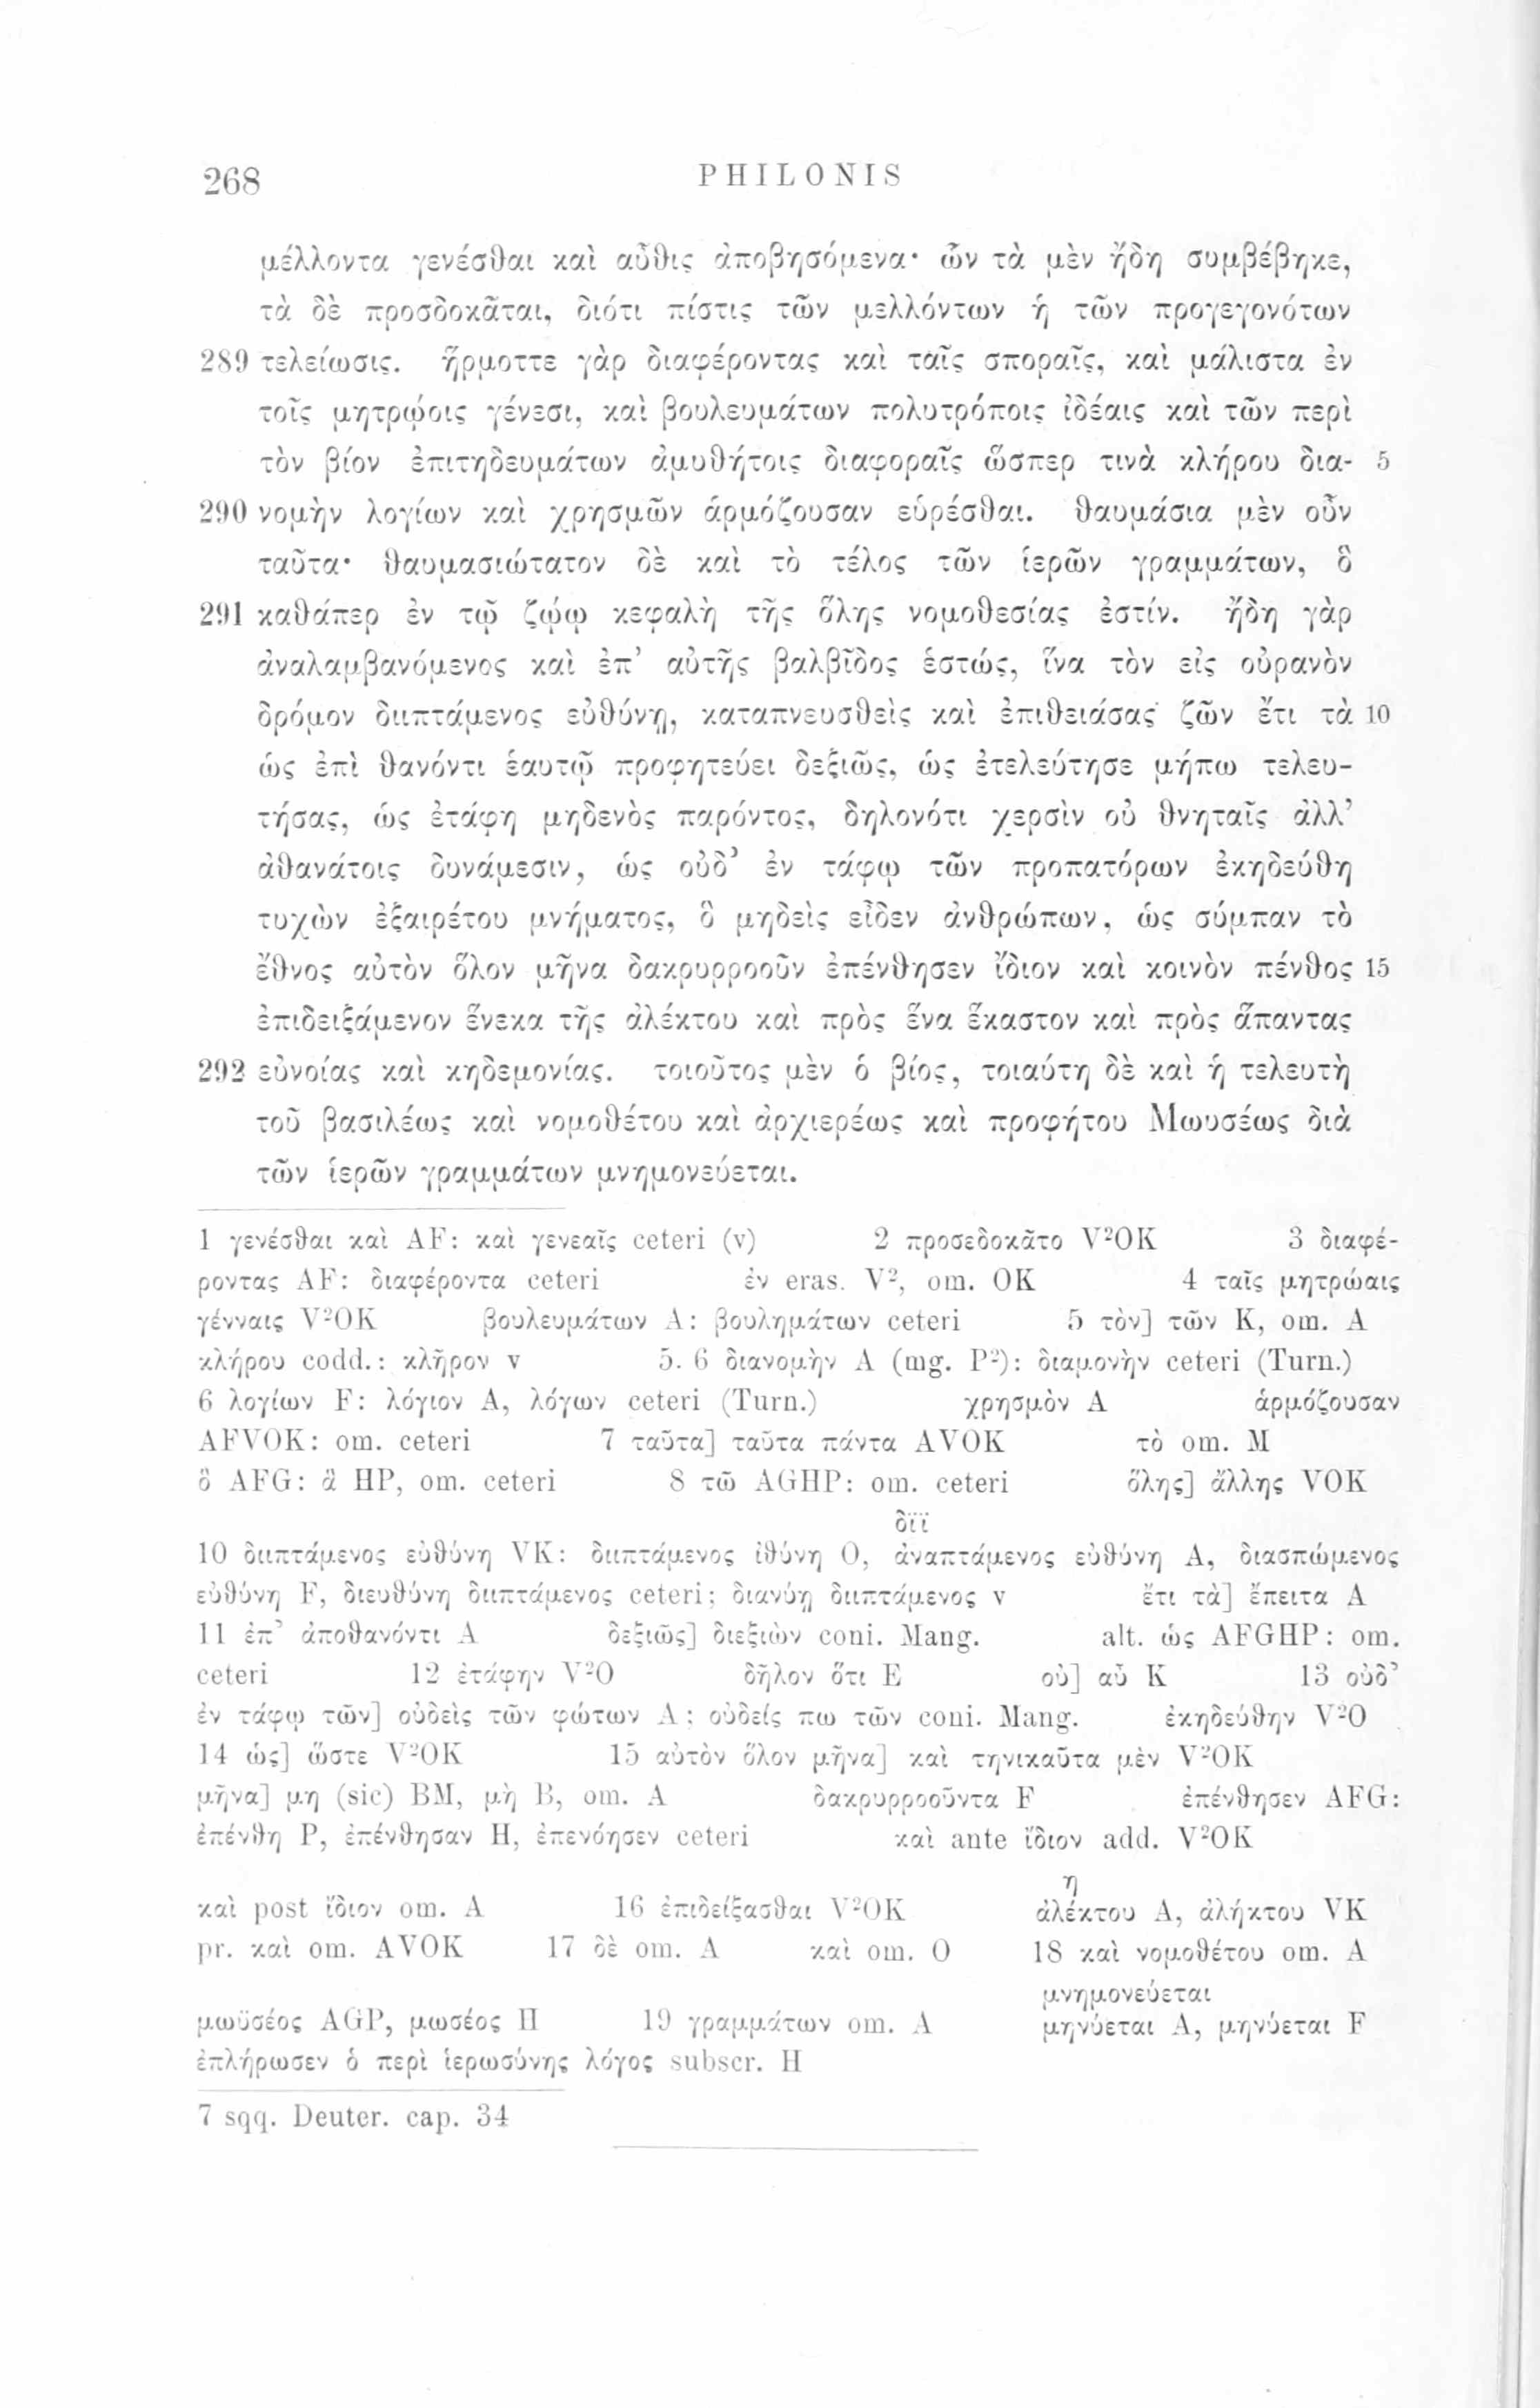 268 PHILONIS
μέλλοντα γενέσθαι καὶ αὖθις ἀποβησόμενα· ὧν τὰ μὲν ἤδη συμβέβηκε,
τὰ δὲ προσδοκᾶται, διότι πίστις τῶν μελλόντων ἡ τῶν προγεγονότων
289 τελείωσις. ἥρμοττε γὰρ διαφέροντας καὶ ταῖς σποραῖς, καὶ μάλιστα ἐν
τοῖς μητρῴοις γένεσι, καὶ βουλευμάτων πολυτρόποις ἰδέαις καὶ τῶν περὶ
τὸν βίον ἐπιτηδευμάτων ἀμυθήτοις διαφοραῖς ὥσπερ τινὰ κλήρου δια- 5
290 νομὴν λογίων καὶ χρησμῶν ἁρμόζουσαν εὑρέσθαι. θαυμάσια μὲν οὖν
ταῦτα· θαυμασιώτατον δὲ καὶ τὸ τέλος τῶν ἱερῶν γραμμάτων, ὃ
291 καθάπερ ἐν τῷ ζῴῳ κεφαλὴ τῆς ὅλης νομοθεσίας ἐστίν. ἤδη γὰρ
ἀναλαμβανόμενος καὶ ἐπ’ αὐτῆς βαλβῖδος ἑστώς, ἵνα τὸν εἰς οὐρανὸν
δρόμον διιπτάμενος εὐθύνῃ, καταπνευσθεὶς καὶ ἐπιθειάσας ζῶν ἔτι τὰ 10
ὡς ἐπὶ θανόντι ἑαυτῷ προφητεύει δεξιῶς, ὡς ἐτελεύτησε μήπω τελευ-
τήσας, ὡς ἐτάφη μηδενὸς παρόντος, δηλονότι χερσὶν οὐ θνηταῖς ἀλλ’
ἀθανάτοις δυνάμεσιν, ὡς οὐδ’ ἐν τάφῳ τῶν προπατόρων ἐκηδεύθη
τυχὼν ἐξαιρέτου μνήματος, ὃ μηδεὶς εἶδεν ἀνθρώπων, ὡς σύμπαν τὸ
ἔθνος αὐτὸν ὅλον μῆνα δακρυρροοῦν ἐπένθησεν ἴδιον καὶ κοινὸν πένθος 15
ἐπιδειξάμενον ἕνεκα τῆς ἀλέκτου καὶ πρὸς ἕνα ἕκαστον καὶ πρὸς ἅπαντας
292 εὐνοίας καὶ κηδεμονίας. τοιοῦτος μὲν ὁ βίος, τοιαύτη δὲ καὶ ἡ τελευτὴ
τοῦ βασιλέως καὶ νομοθέτου καὶ ἀρχιερέως καὶ προφήτου Μωυσέως διὰ
τῶν ἱερῶν γραμμάτων μνημονεύεται.
1 γενέσθαι καὶ AF: καὶ γενεαῖς ceteri (v) 2 προσεδοκᾶτο V²OK 3 διαφέ-
ροντας AF: διαφέροντα ceteri ἐν eras. V², om. OK 4 ταῖς μητρώαις
γένναις V²OK βουλευμάτων A: βουλημάτων ceteri 5 τὸν] τῶν K, om. A
κλήρου codd.: κλῆρον v 5. 6 διανομὴν A (mg. P²): διαμονὴν ceteri (Turn.)
6 λογίων F: λόγιον A, λόγων ceteri (Turn.) χρησμὸν A ἁρμόζουσαν
AFVOK: om. ceteri 7 ταῦτα] ταῦτα πάντα AVOK τὸ om. M
ὃ AFG: ἃ HP, om. ceteri 8 τῶ AGHP: om. ceteri ὅλης] ἄλλης VOK
διϊ
10 διιπτάμενος εὐθύνη VK: διιπτάμενος ἰθύνη O, ἀναπτάμενος εὐθύνη A, διασπώμενος
εὐθύνη F, διευθύνη διιπτάμενος ceteri; διανύῃ διιπτάμενος v ἔτι τὰ] ἔπειτα A
11 ἐπ’ ἀποθανόντι A δεξιῶς] διεξιὼν coni. Mang. alt. ὡς AFGHP: om.
ceteri 12 ἐτάφην V²O δῆλον ὅτι E οὐ] αὖ K 13 οὐδ’
ἐν τάφῳ τῶν] οὐδεὶς τῶν φώτων A; οὐδείς πω τῶν coni. Mang. ἐκηδεύθην V²O
14 ὡς] ὥστε V²OK 15 αὐτὸν ὅλον μῆνα] καὶ τηνικαῦτα μὲν V²OK
μῆνα] μη (sic) BM, μὴ B, om. A δακρυρροοῦντα F ἐπένθησεν AFG:
ἐπένθη P, ἐπένθησαν H, ἐπενόησεν ceteri καὶ ante ἴδιον add. V²OK
η
καὶ post ἴδιον om. A 16 ἐπιδείξασθαι V²OK ἀλέκτου A, ἀλήκτου VK
pr. καὶ om. AVOK 17 δὲ om. A καὶ om. O 18 καὶ νομοθέτου om. A
μνημονεύεται
μωϋσέος AGP, μωσέος H 19 γραμμάτων om. A μηνύεται A, μηνύεται F
ἐπλήρωσεν ὁ περὶ ἱερωσύνης λόγος subscr. H
7 sqq. Deuter. cap. 34